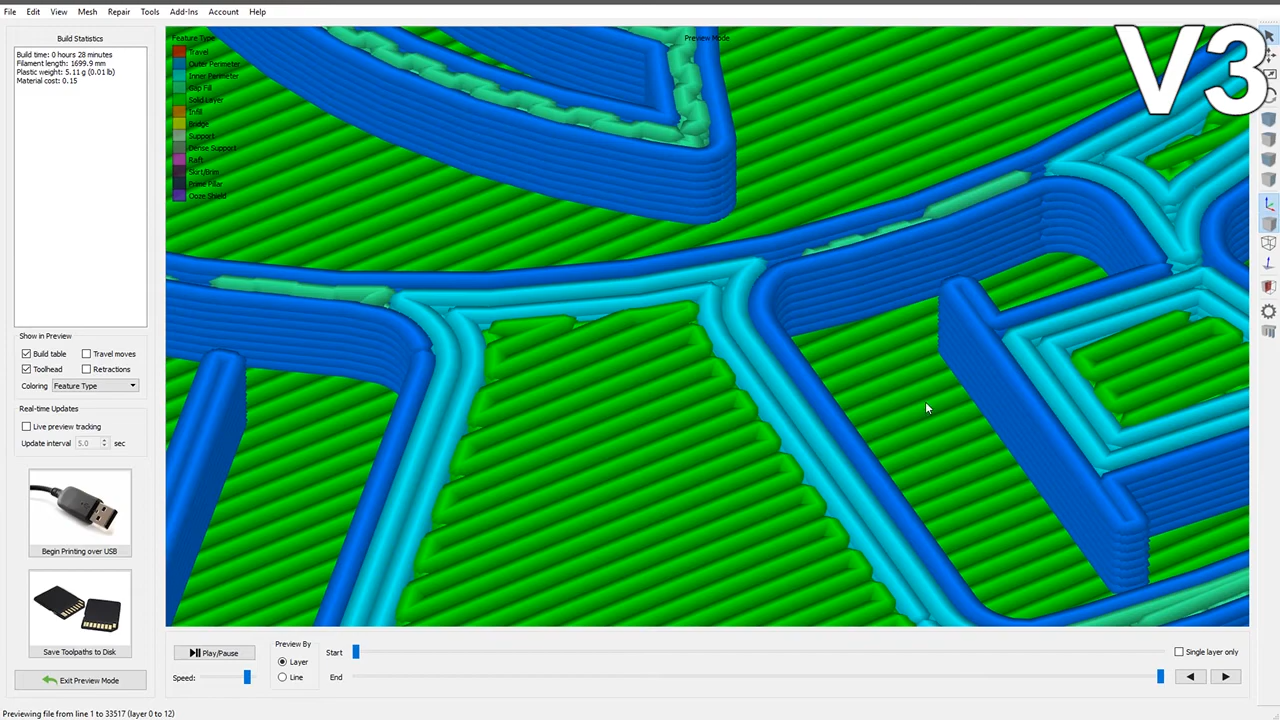 File Edit View Mesh Repair Tools Add-Ins Account Help
V3
Build Statistics
Build time: 0 hours 28 minutes
Filament length: 1699.9 mm
Plastic weight: 5.11 g (0.01 lb)
Material cost: 0.15
Feature Type
Preview Mode
Travel
Outer Perimeter
Inner Perimeter
Gap Fill
Solid Layer
Infill
Bridge
Support
Dense Support
Raft
Skirt/Brim
Prime Pillar
Ooze Shield
Show in Preview
Build table Travel moves
Toolhead Retractions
Coloring Feature Type
Real-time Updates
Live preview tracking
Update interval 5.0 sec
Begin Printing over USB
Save Toolpaths to Disk
Exit Preview Mode
Play/Pause
Speed:
Preview By
Layer
Line
Start
End
Single layer only
Previewing file from line 1 to 33517 (layer 0 to 12)